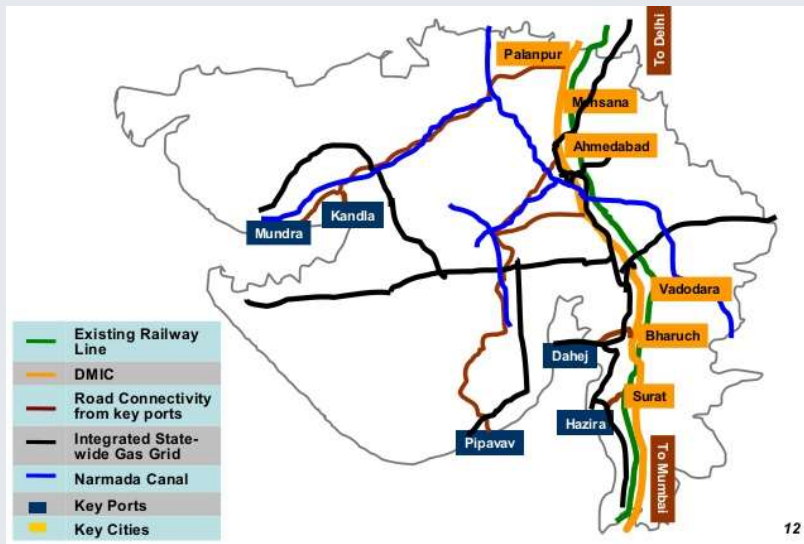 To Delhi
Palanpur
Mehsana
Ahmedabad
Kandla
Mundra
Vadodara
Bharuch
Dahej
Surat
Hazira
Pipavav
To Mumbai
Existing Railway
Line
DMIC
Road Connectivity
from key ports
Integrated State-
wide Gas Grid
Narmada Canal
Key Ports
Key Cities
12